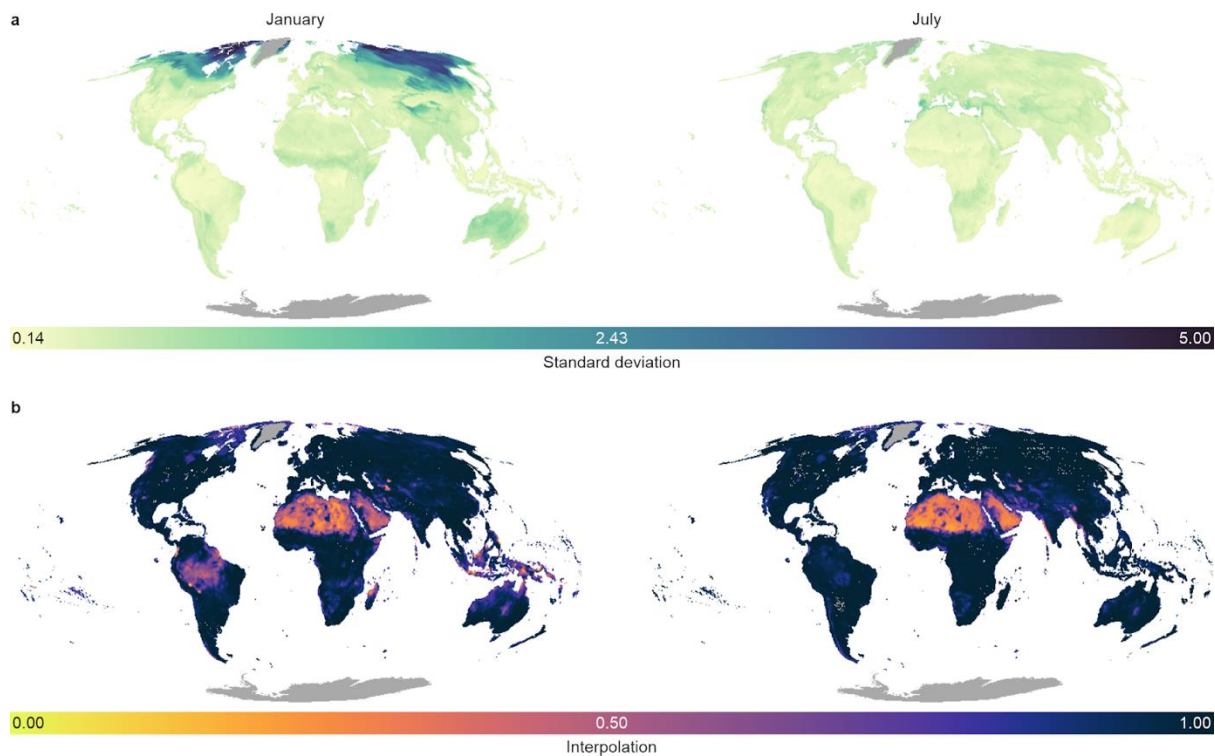 a
January
July
0.14 2.43 5.00
Standard deviation
b
0.00 0.50 1.00
Interpolation